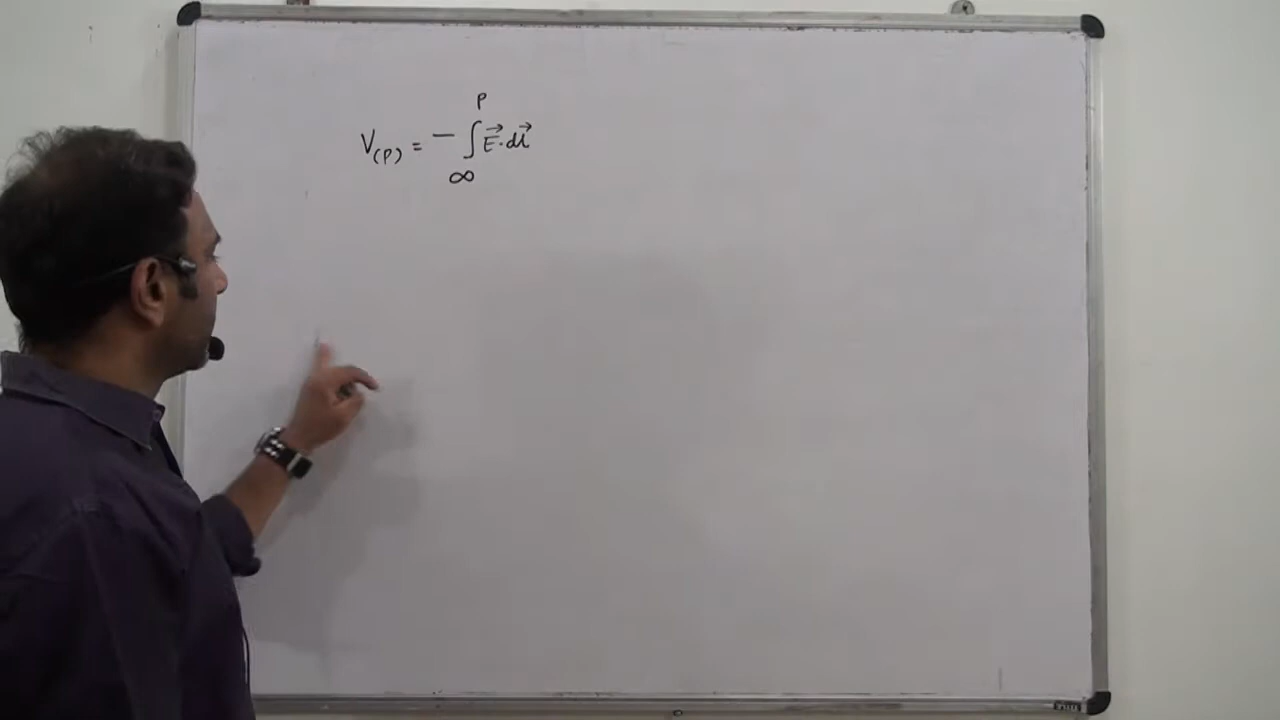 V(P) = - ∫_∞^P E⃗ · dl⃗